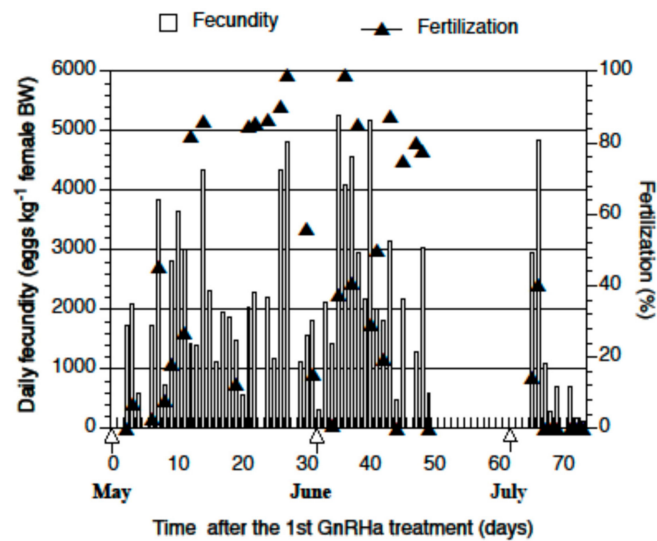 Fecundity
Fertilization
6000
5000
4000
3000
2000
1000
0
Daily fecundity (eggs kg⁻¹ female BW)
100
80
60
40
20
0
Fertilization (%)
0 10 20 30 40 50 60 70
May June July
Time after the 1st GnRHa treatment (days)